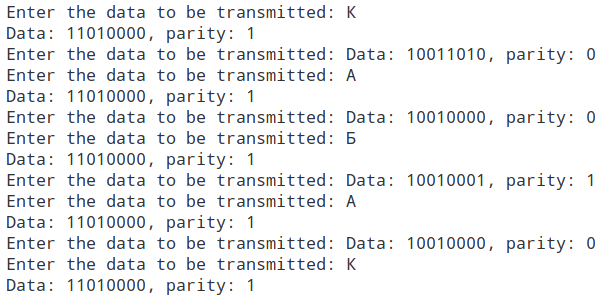 Enter the data to be transmitted: К
Data: 11010000, parity: 1
Enter the data to be transmitted: Data: 10011010, parity: 0
Enter the data to be transmitted: А
Data: 11010000, parity: 1
Enter the data to be transmitted: Data: 10010000, parity: 0
Enter the data to be transmitted: Б
Data: 11010000, parity: 1
Enter the data to be transmitted: Data: 10010001, parity: 1
Enter the data to be transmitted: А
Data: 11010000, parity: 1
Enter the data to be transmitted: Data: 10010000, parity: 0
Enter the data to be transmitted: К
Data: 11010000, parity: 1